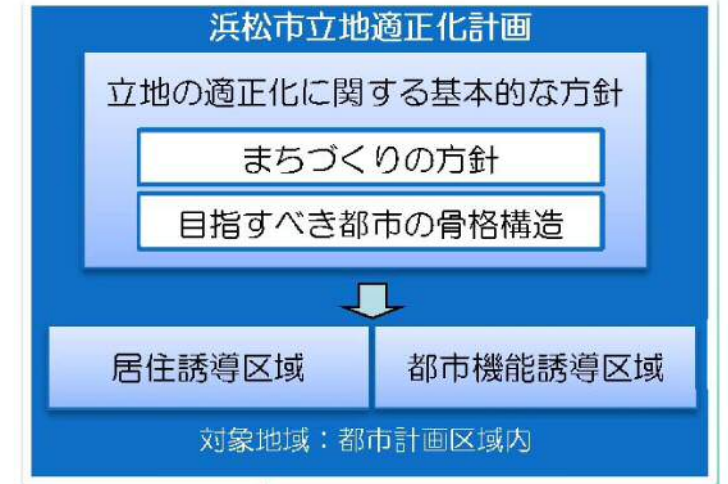 浜松市立地適正化計画
立地の適正化に関する基本的な方針
まちづくりの方針
目指すべき都市の骨格構造
居住誘導区域
都市機能誘導区域
対象地域：都市計画区域内